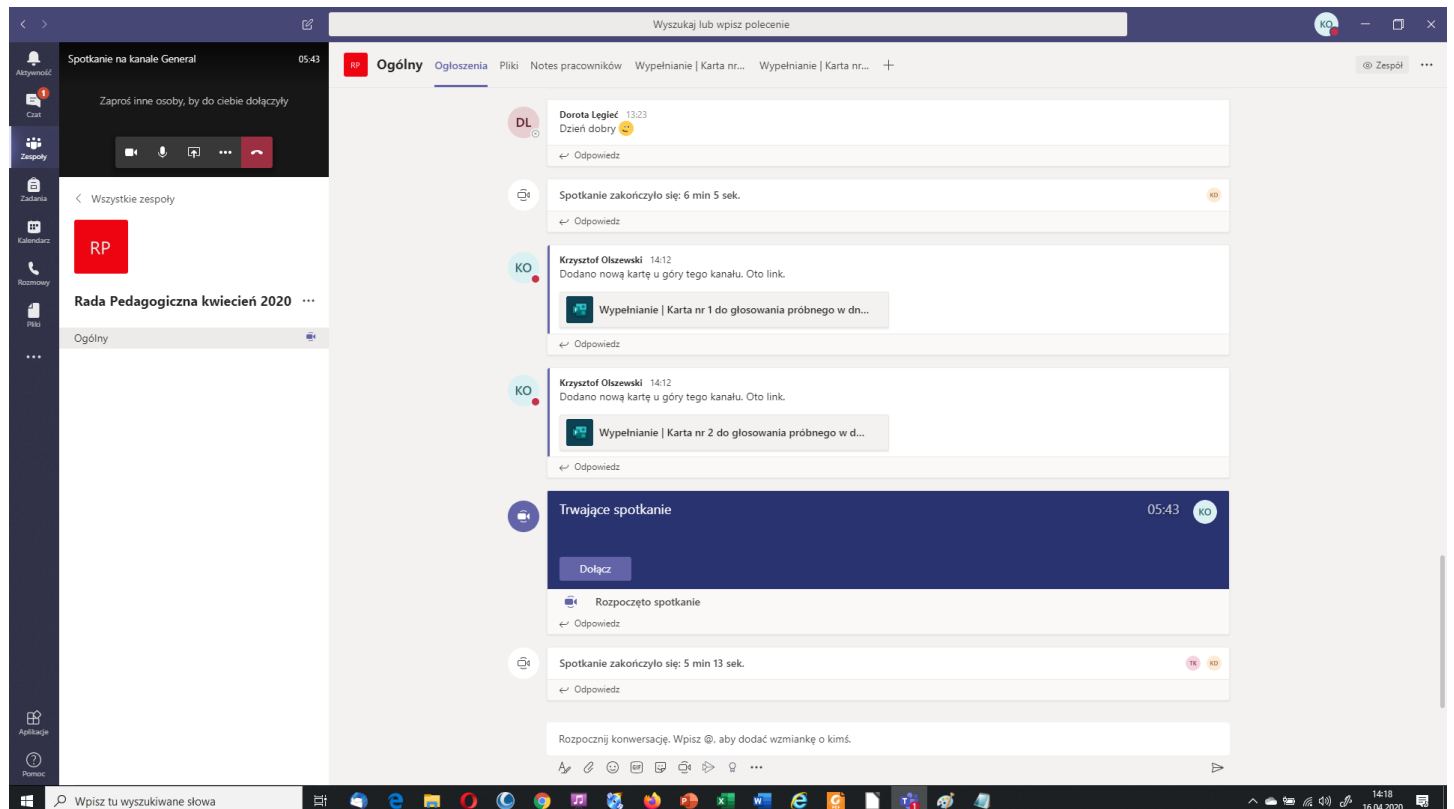 Wyszukaj lub wpisz polecenie
KO
Aktywność
1
Czat
Zespoły
Zadania
Kalendarz
Rozmowy
Pliki
Aplikacje
Pomoc
Spotkanie na kanale General 05:43
Zaproś inne osoby, by do ciebie dołączyły
Wszystkie zespoły
RP
Rada Pedagogiczna kwiecień 2020
Ogólny
RP Ogólny Ogłoszenia Pliki Notes pracowników Wypełnianie | Karta nr... Wypełnianie | Karta nr... Zespół
DL Dorota Łęgieć 13:23
Dzień dobry
Odpowiedz
Spotkanie zakończyło się: 6 min 5 sek. KD
Odpowiedz
KO Krzysztof Olszewski 14:12
Dodano nową kartę u góry tego kanału. Oto link.
Wypełnianie | Karta nr 1 do głosowania próbnego w dn...
Odpowiedz
KO Krzysztof Olszewski 14:12
Dodano nową kartę u góry tego kanału. Oto link.
Wypełnianie | Karta nr 2 do głosowania próbnego w d...
Odpowiedz
Trwające spotkanie 05:43 KO
Dołącz
Rozpoczęto spotkanie
Odpowiedz
Spotkanie zakończyło się: 5 min 13 sek. TK KD
Odpowiedz
Rozpocznij konwersację. Wpisz @, aby dodać wzmiankę o kimś.
GIF
Wpisz tu wyszukiwane słowa
14:18
16.04.2020